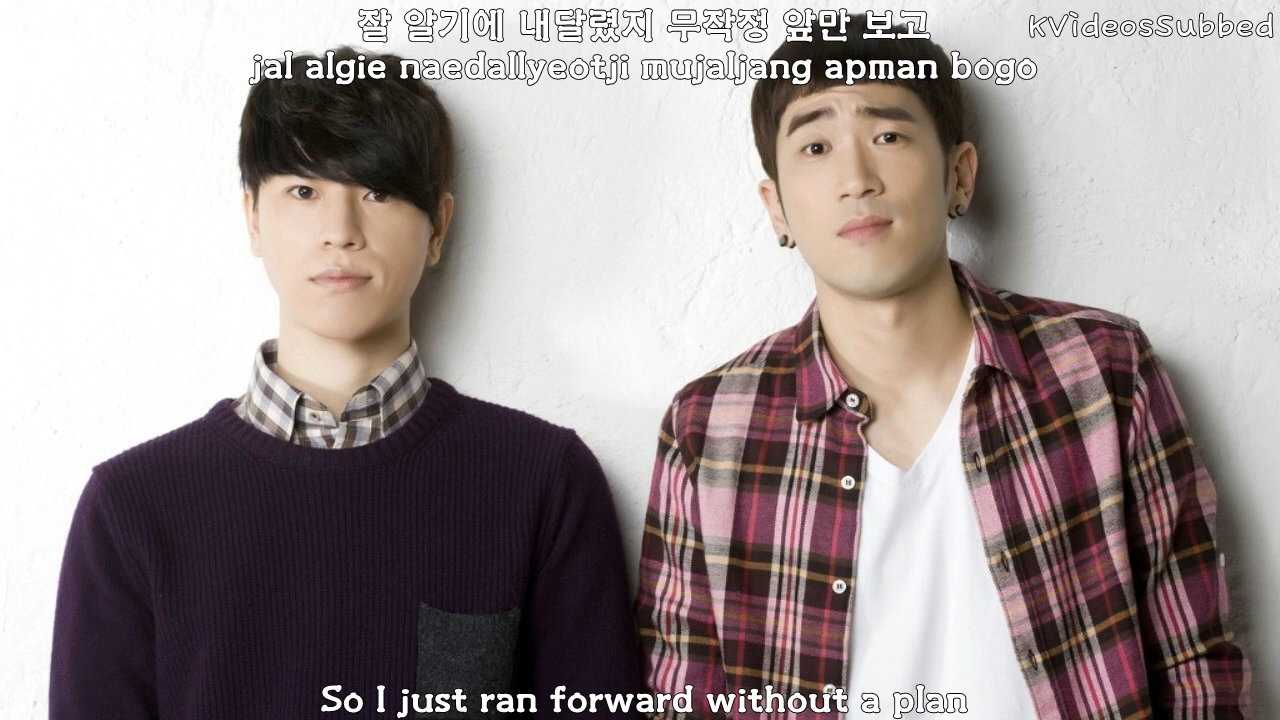 잘 알기에 내달렸지 무작정 앞만 보고
KVideosSubbed
jal algie naedallyeotji mujaljang apman bogo
So I just ran forward without a plan